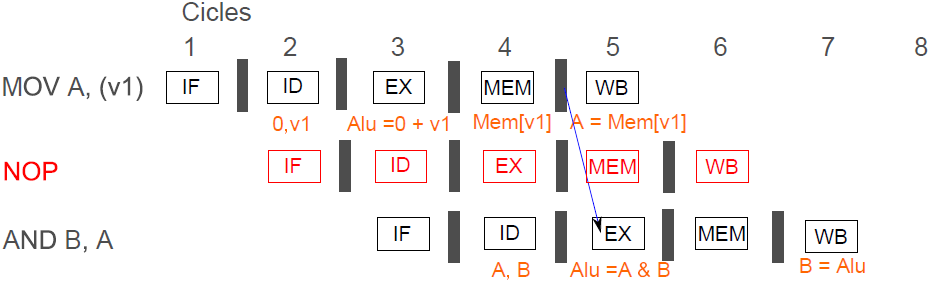 Cicles
1 2 3 4 5 6 7 8
MOV A, (v1) IF ID EX MEM WB
0,v1 Alu =0 + v1 Mem[v1] A = Mem[v1]
NOP IF ID EX MEM WB
AND B, A IF ID EX MEM WB
A, B Alu =A & B B = Alu